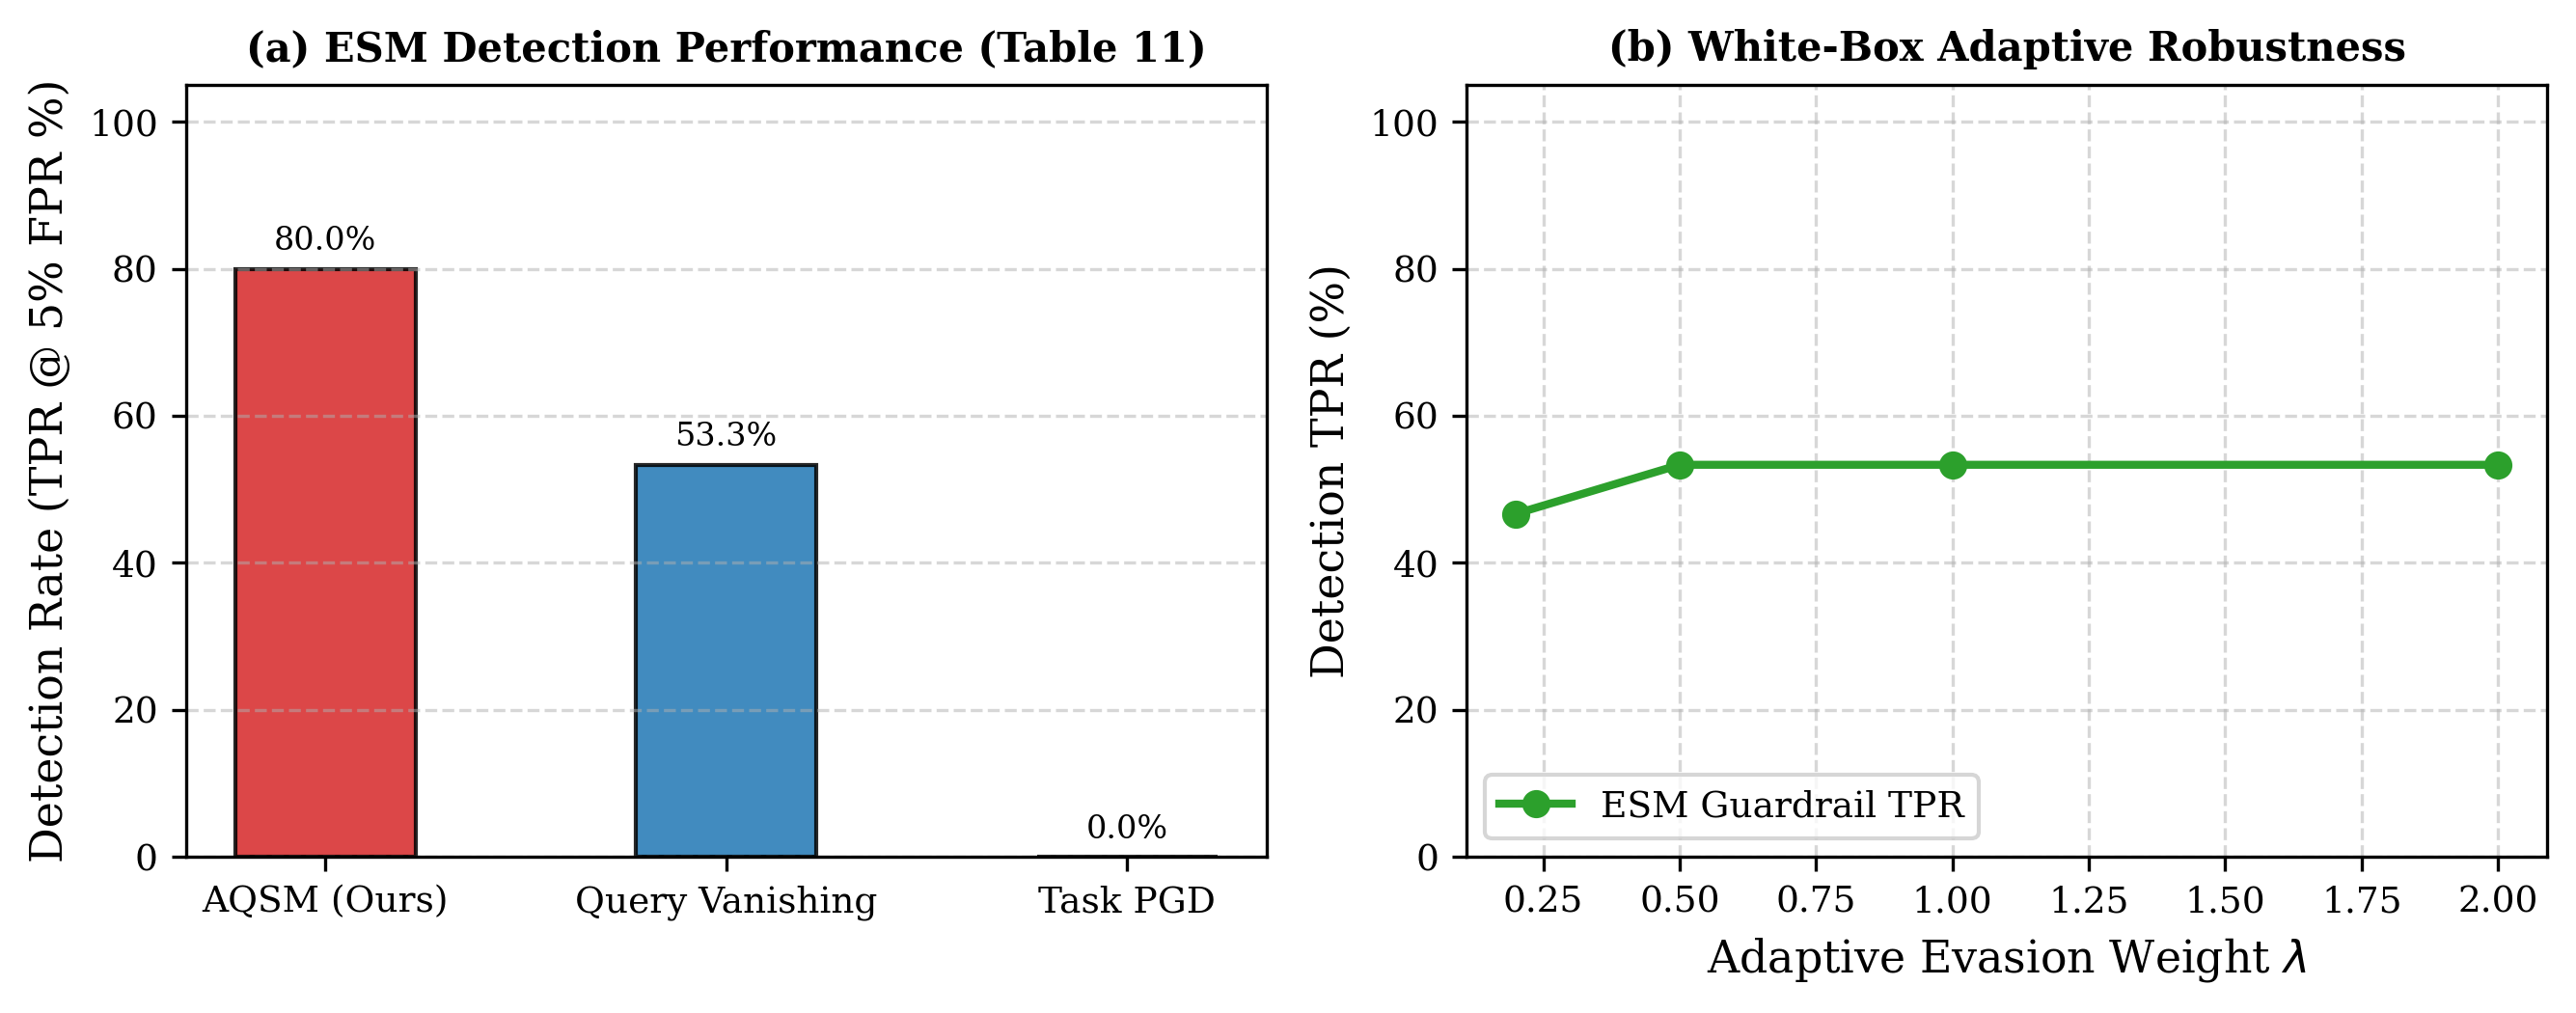 (a) ESM Detection Performance (Table 11)
Detection Rate (TPR @ 5% FPR %)
100
80
60
40
20
0
80.0%
53.3%
0.0%
AQSM (Ours)
Query Vanishing
Task PGD
(b) White-Box Adaptive Robustness
Detection TPR (%)
100
80
60
40
20
0
ESM Guardrail TPR
0.25
0.50
0.75
1.00
1.25
1.50
1.75
2.00
Adaptive Evasion Weight λ